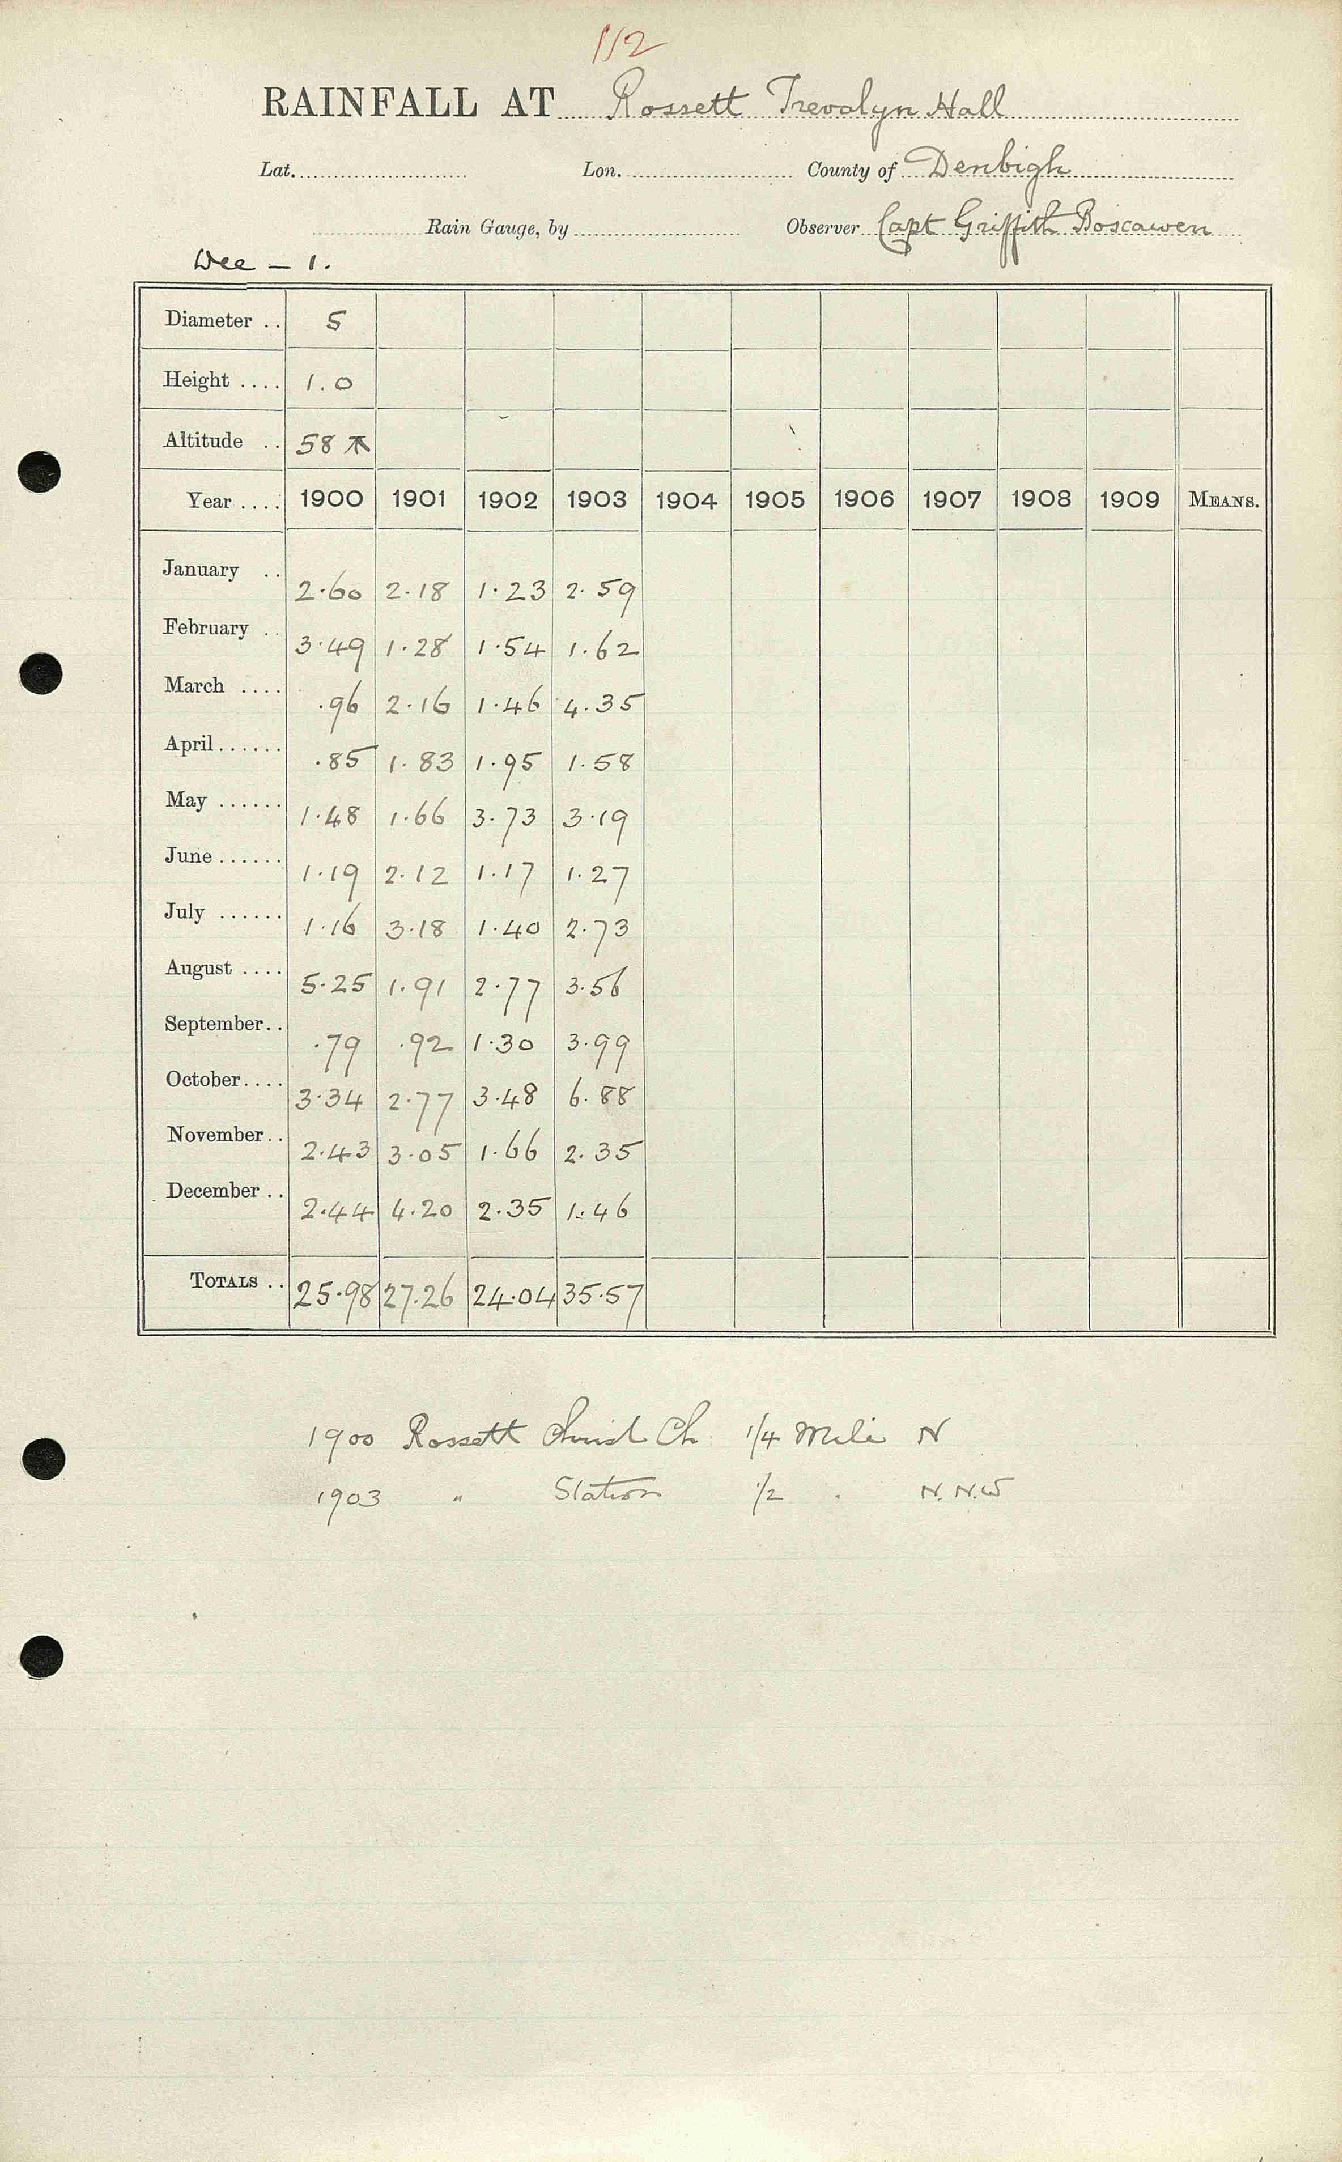 112
RAINFALL AT Rossett Trevalyn Hall
Lat. Lon. County of Denbigh
Rain Gauge, by Observer Capt Griffith Boscawen
Dee - 1.
Diameter .. 5
Height .... 1.0
Altitude .. 58
Year .... 1900 1901 1902 1903 1904 1905 1906 1907 1908 1909 MEANS.
January .. 2.60 2.18 1.23 2.59
February .. 3.49 1.28 1.54 1.62
March .... .96 2.16 1.46 4.35
April...... .85 1.83 1.95 1.58
May ...... 1.48 1.66 3.73 3.19
June...... 1.19 2.12 1.17 1.27
July ...... 1.16 3.18 1.40 2.73
August .... 5.25 1.91 2.77 3.56
September.. .79 .92 1.30 3.99
October.... 3.34 2.77 3.48 6.88
November.. 2.43 3.05 1.66 2.35
December .. 2.44 4.20 2.35 1.46
TOTALS .. 25.98 27.26 24.04 35.57
1900 Rossett Christ Ch 1/4 Mile N
1903 " Station 1/2 . N.N.W